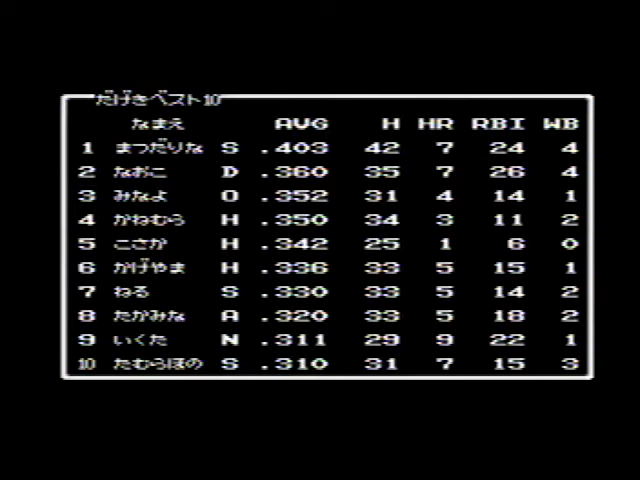 だげきベスト10
なまえ AVG H HR RBI WB
1 まつだりな S .403 42 7 24 4
2 なおこ D .360 35 7 26 4
3 みなよ O .352 31 4 14 1
4 かねむら H .350 34 3 11 2
5 こさか H .342 25 1 6 0
6 かげやま H .336 33 5 15 1
7 ねる S .330 33 5 14 2
8 たかみな A .320 33 5 18 2
9 いくた N .311 29 9 22 1
10 たむらほの S .310 31 7 15 3